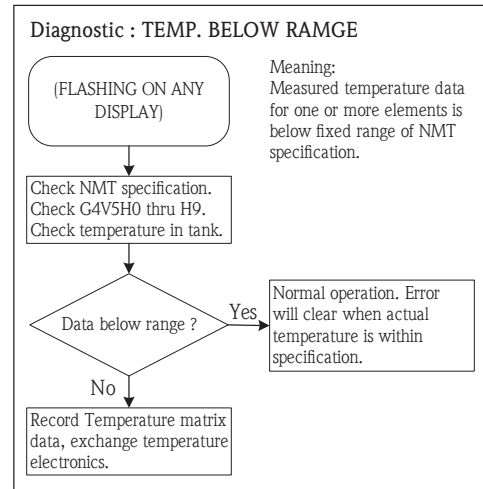 Diagnostic : TEMP. BELOW RAMGE
(FLASHING ON ANY
DISPLAY)
Meaning:
Measured temperature data
for one or more elements is
below fixed range of NMT
specification.
Check NMT specification.
Check G4V5H0 thru H9.
Check temperature in tank.
Data below range ?
Yes
Normal operation. Error
will clear when actual
temperature is within
specification.
No
Record Temperature matrix
data, exchange temperature
electronics.